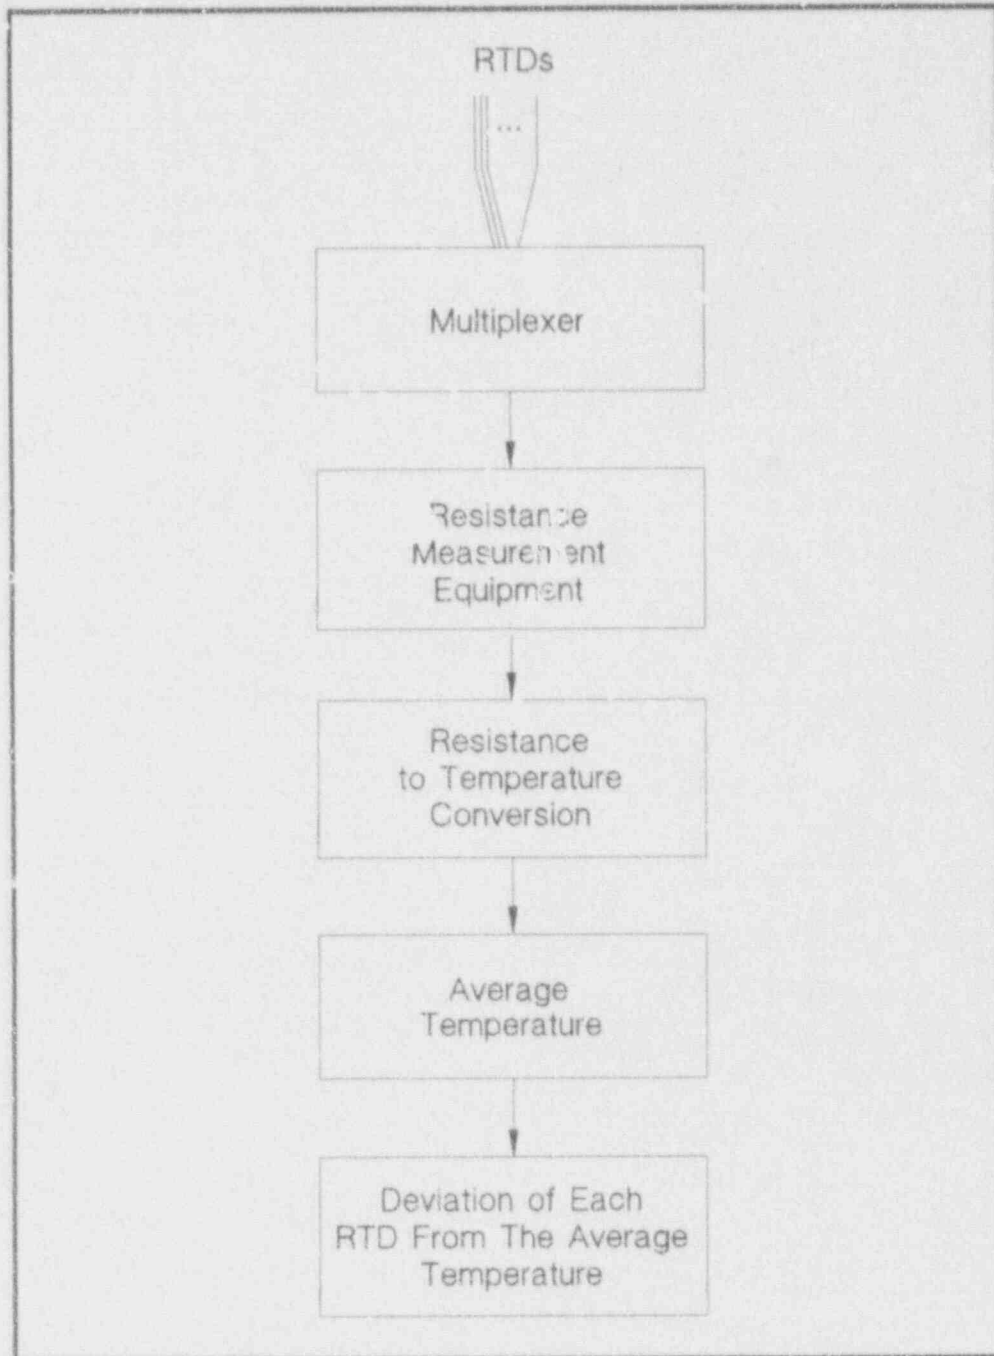 RTDs
...
Multiplexer
Resistance
Measurement
Equipment
Resistance
to Temperature
Conversion
Average
Temperature
Deviation of Each
RTD From The Average
Temperature